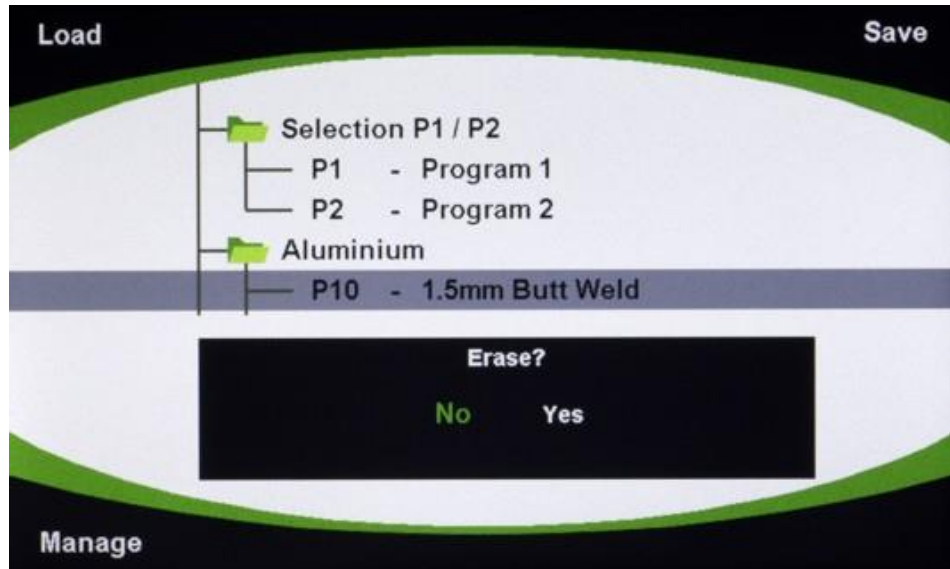 Load
Save
Selection P1 / P2
P1 - Program 1
P2 - Program 2
Aluminium
P10 - 1.5mm Butt Weld
Erase?
No Yes
Manage